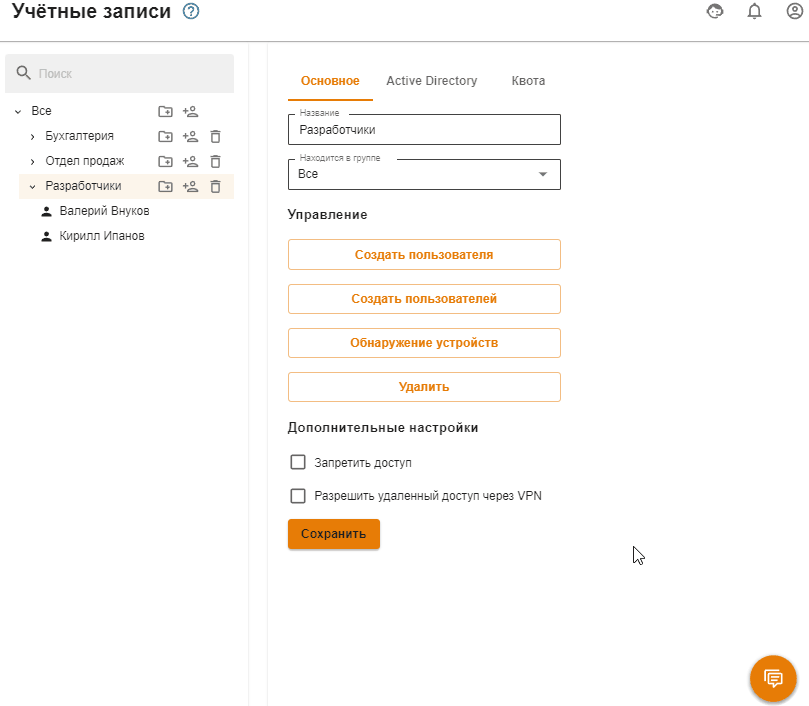 Учётные записи
Поиск
Все
Бухгалтерия
Отдел продаж
Разработчики
Валерий Внуков
Кирилл Ипанов
Основное Active Directory Квота
Название
Разработчики
Находится в группе
Все
Управление
Создать пользователя
Создать пользователей
Обнаружение устройств
Удалить
Дополнительные настройки
Запретить доступ
Разрешить удаленный доступ через VPN
Сохранить